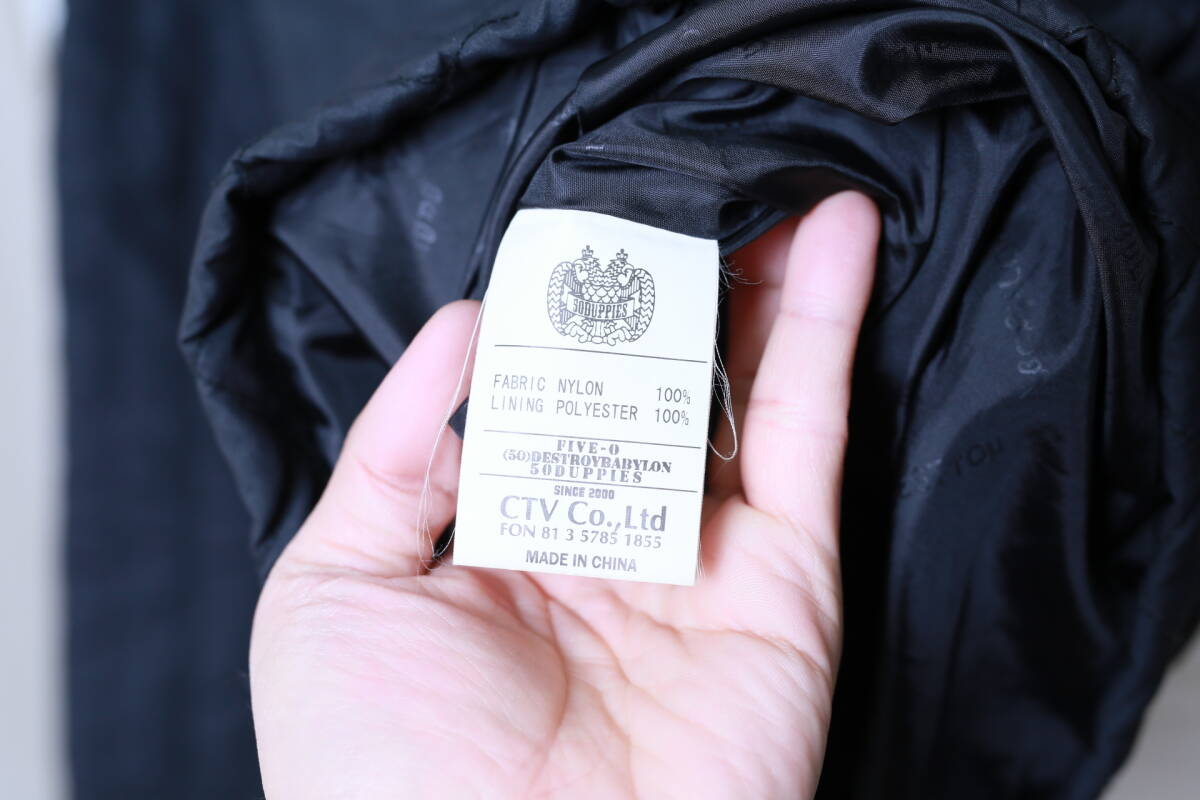 50DUPPIES
FABRIC NYLON 100%
LINING POLYESTER 100%
FIVE-O
(50)DESTROYBABYLON
50DUPPIES
SINCE 2000
CTV Co.,Ltd
FON 81 3 5785 1855
MADE IN CHINA